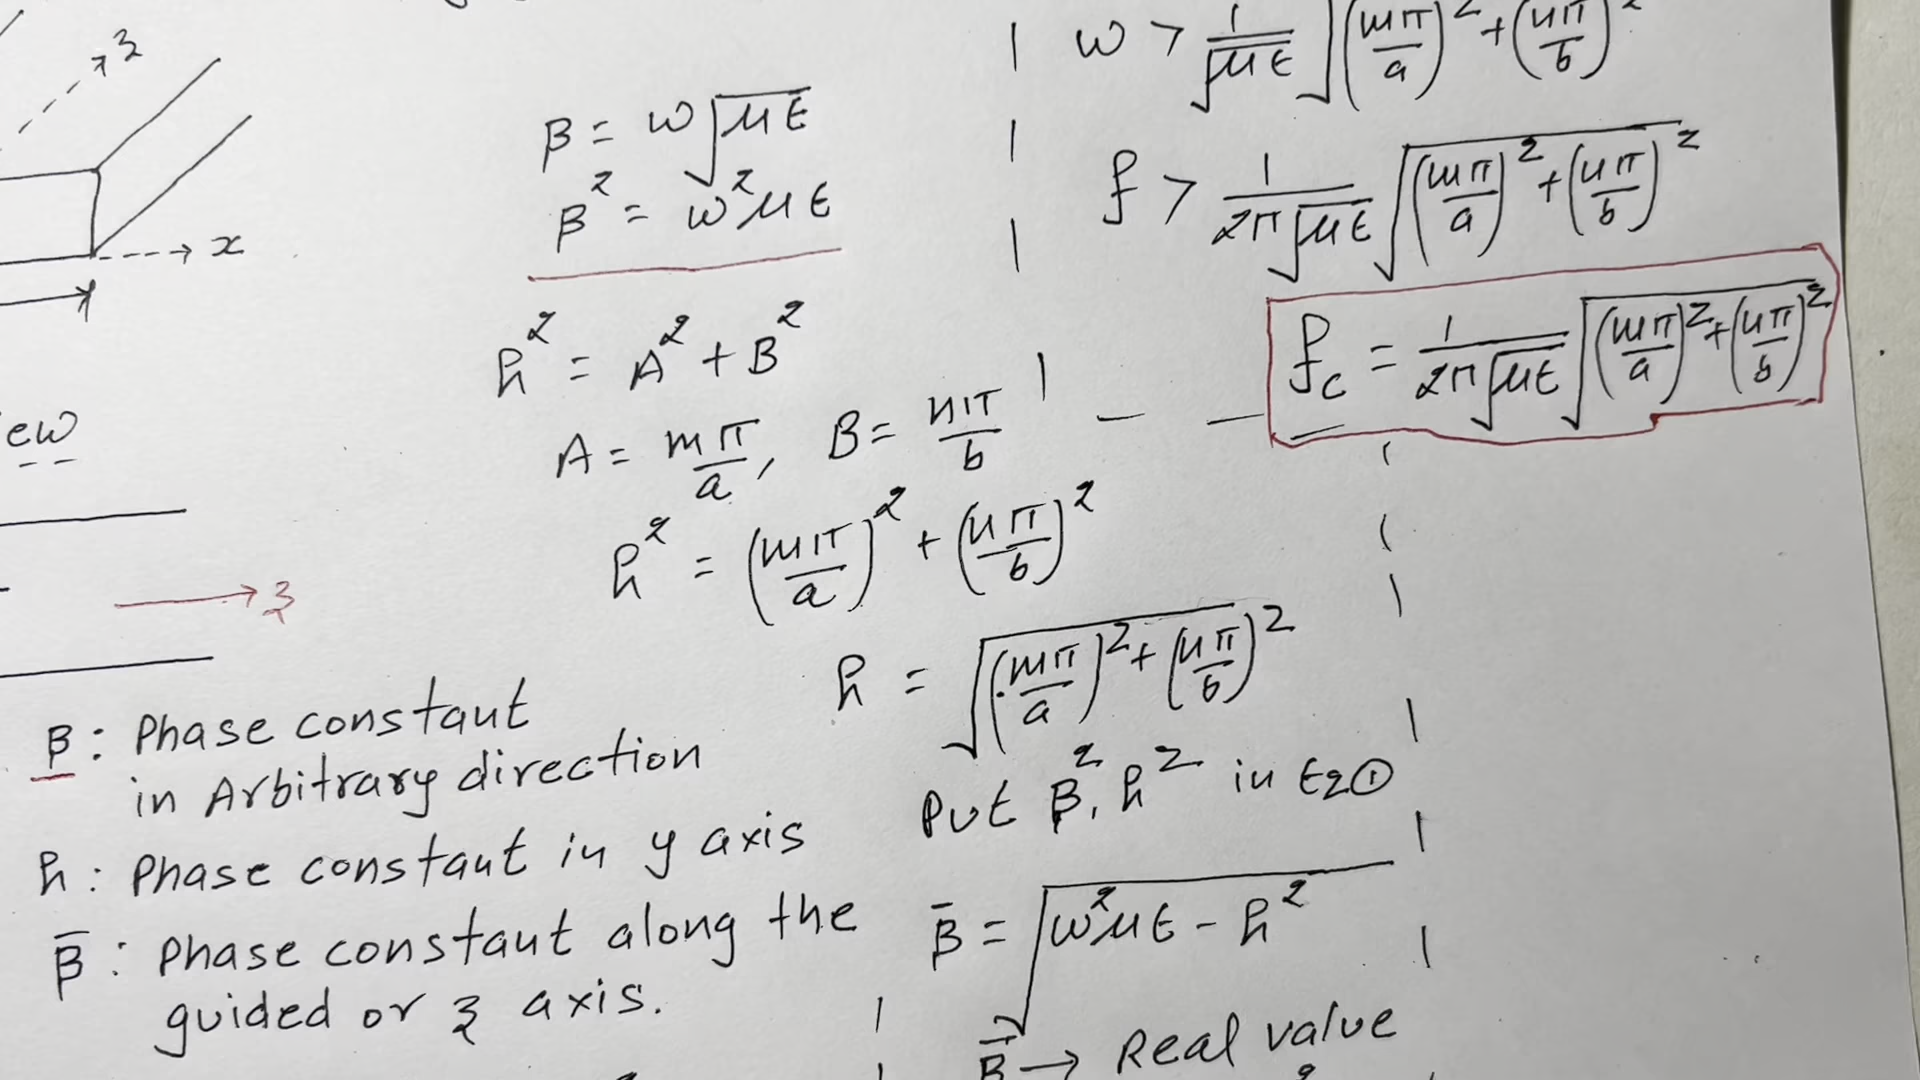 z
x
ew
z
β = ω√με
β² = ω²με
h² = A² + B²
A = mπ/a, B = nπ/b
h² = (mπ/a)² + (nπ/b)²
h = √(mπ/a)² + (nπ/b)²
Put β², h² in Eq ①
β̄ = √ω²με - h²
β̄ → Real value
β : Phase constant
in Arbitrary direction
h : Phase constant in y axis
β̄ : Phase constant along the
guided or z axis.
ω > 1/√με √(mπ/a)² + (nπ/b)²
f > 1/2π√με √(mπ/a)² + (nπ/b)²
fc = 1/2π√με √(mπ/a)² + (nπ/b)²